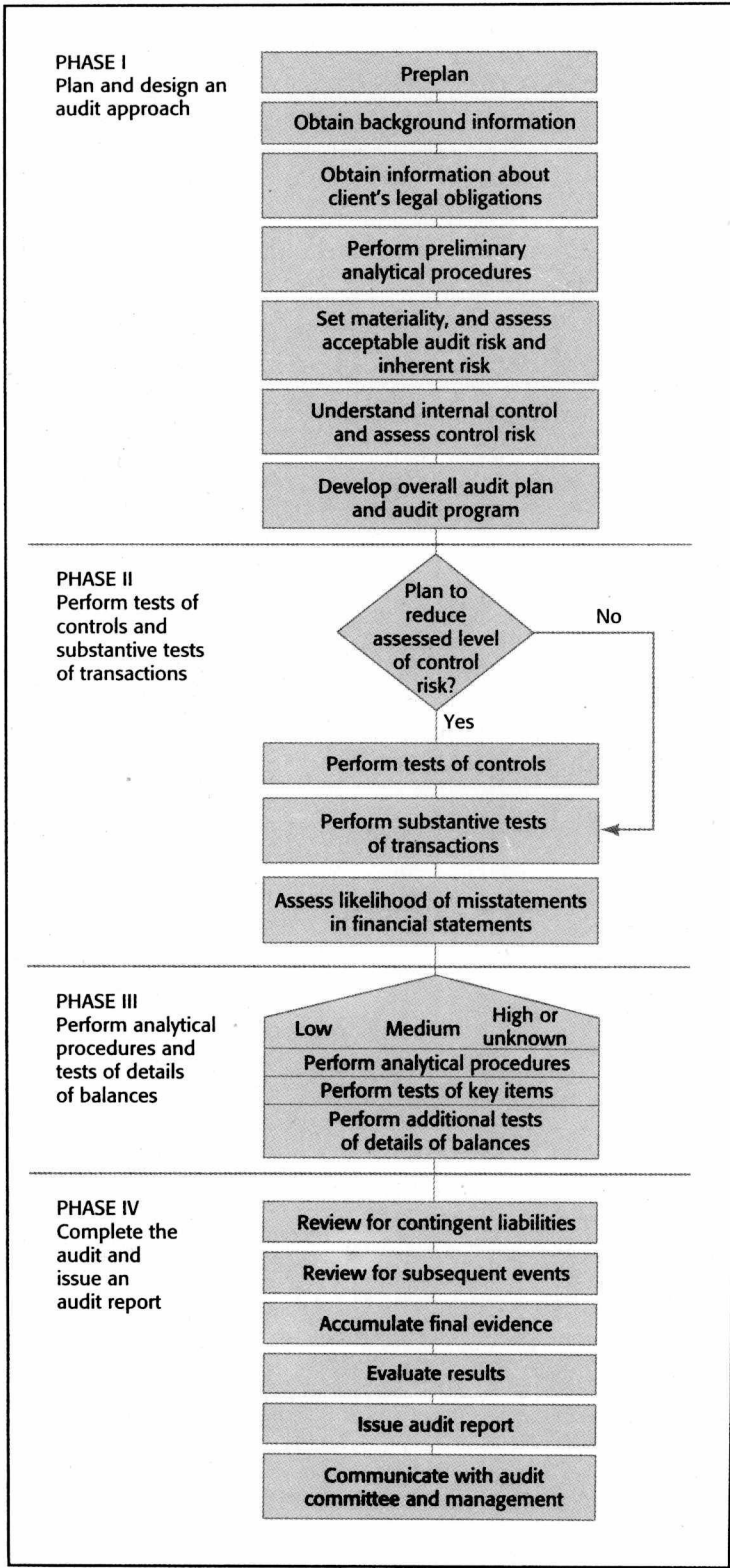 PHASE I
Plan and design an
audit approach
Preplan
Obtain background information
Obtain information about
client's legal obligations
Perform preliminary
analytical procedures
Set materiality, and assess
acceptable audit risk and
inherent risk
Understand internal control
and assess control risk
Develop overall audit plan
and audit program
PHASE II
Perform tests of
controls and
substantive tests
of transactions
Plan to
reduce
assessed level
of control
risk?
No
Yes
Perform tests of controls
Perform substantive tests
of transactions
Assess likelihood of misstatements
in financial statements
PHASE III
Perform analytical
procedures and
tests of details
of balances
Low Medium High or
unknown
Perform analytical procedures
Perform tests of key items
Perform additional tests
of details of balances
PHASE IV
Complete the
audit and
issue an
audit report
Review for contingent liabilities
Review for subsequent events
Accumulate final evidence
Evaluate results
Issue audit report
Communicate with audit
committee and management